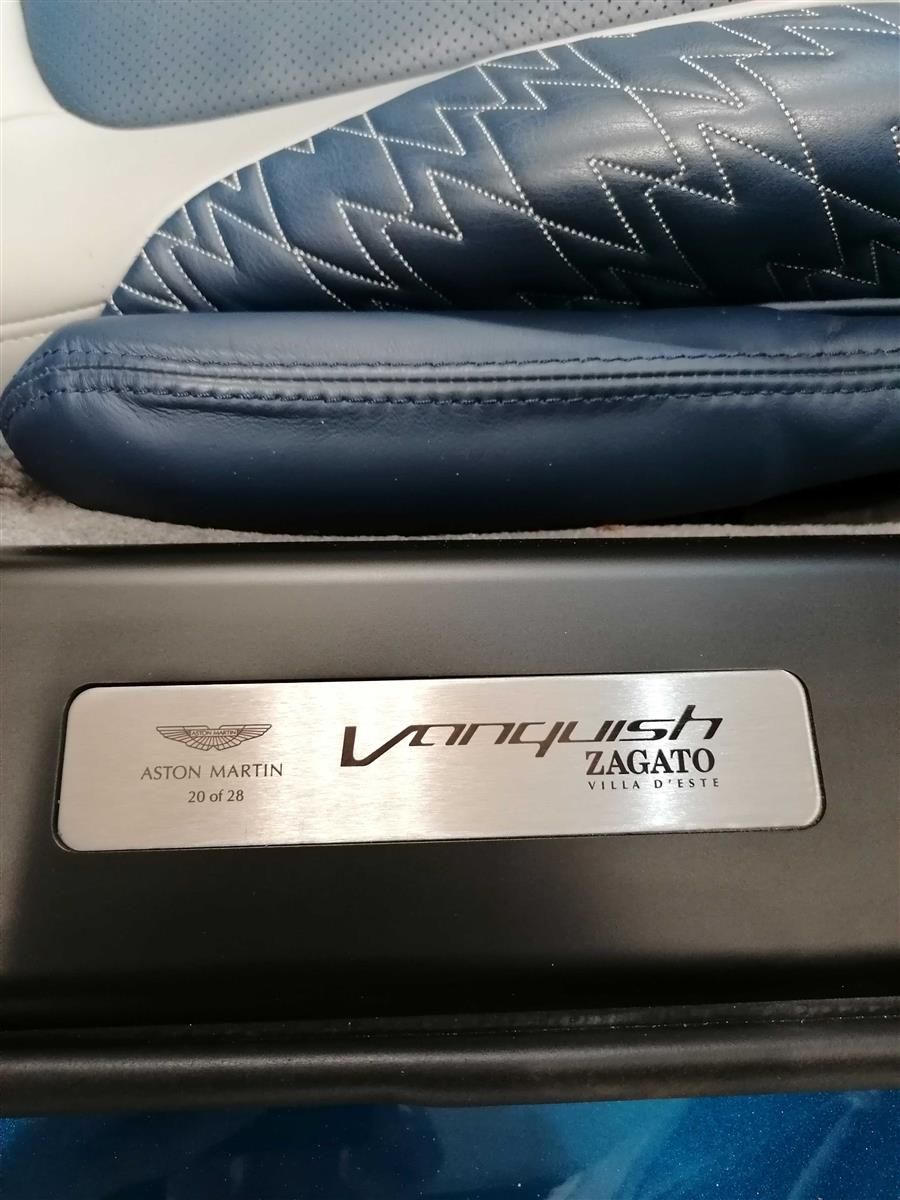 ASTON MARTIN
ASTON MARTIN
20 of 28
Vanquish
ZAGATO
VILLA D'ESTE